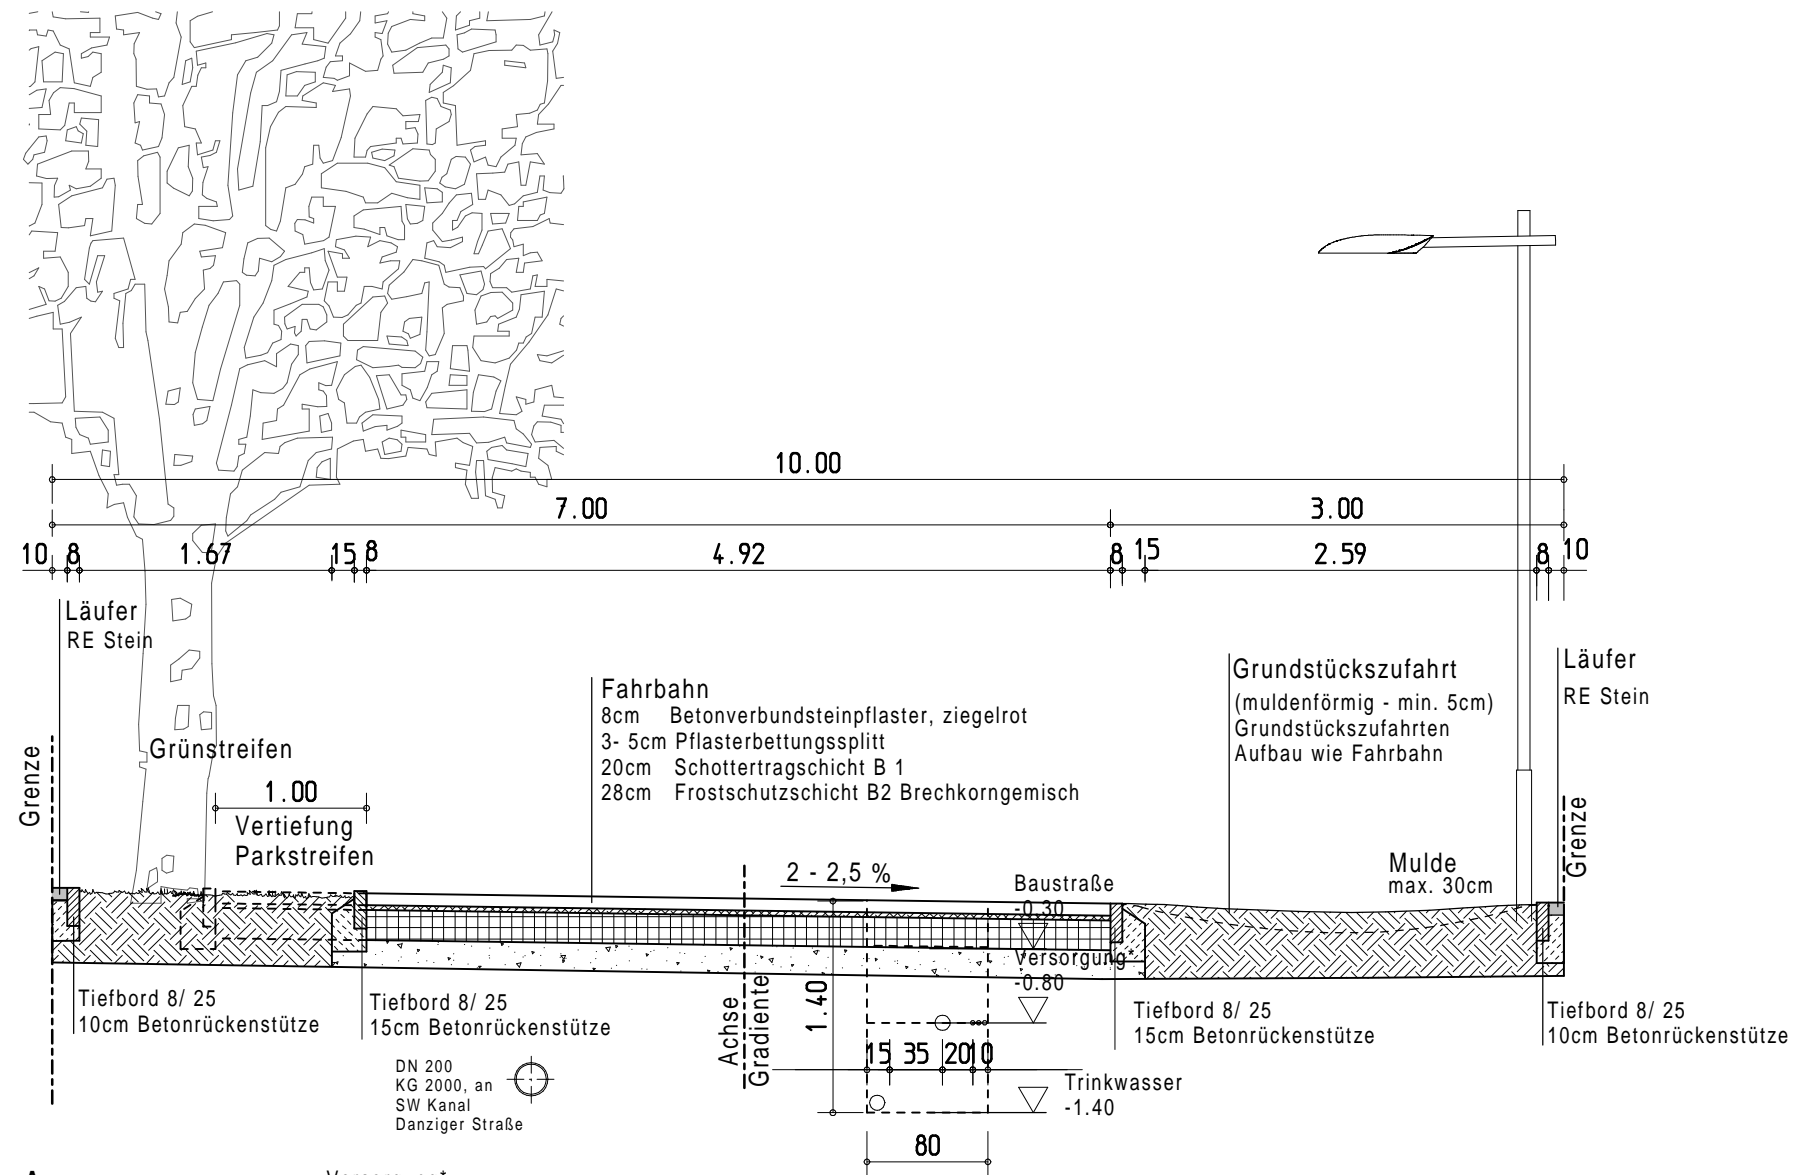 10.00
7.00
3.00
10 8 1.67 15 8 4.92 8 15 2.59 8 10
Läufer
RE Stein
Grünstreifen
1.00
Vertiefung
Parkstreifen
Grenze
Fahrbahn
8cm Betonverbundsteinpflaster, ziegelrot
3- 5cm Pflasterbettungssplitt
20cm Schottertragschicht B 1
28cm Frostschutzschicht B2 Brechkorngemisch
Grundstückszufahrt
(muldenförmig - min. 5cm)
Grundstückszufahrten
Aufbau wie Fahrbahn
Läufer
RE Stein
Grenze
Mulde
max. 30cm
2 - 2,5 %
Baustraße
-0.30
Versorgung*
-0.80
Tiefbord 8/ 25
10cm Betonrückenstütze
Tiefbord 8/ 25
15cm Betonrückenstütze
Achse
Gradiente
1.40
15 35 20 10
Trinkwasser
-1.40
80
Tiefbord 8/ 25
15cm Betonrückenstütze
Tiefbord 8/ 25
10cm Betonrückenstütze
DN 200
KG 2000, an
SW Kanal
Danziger Straße